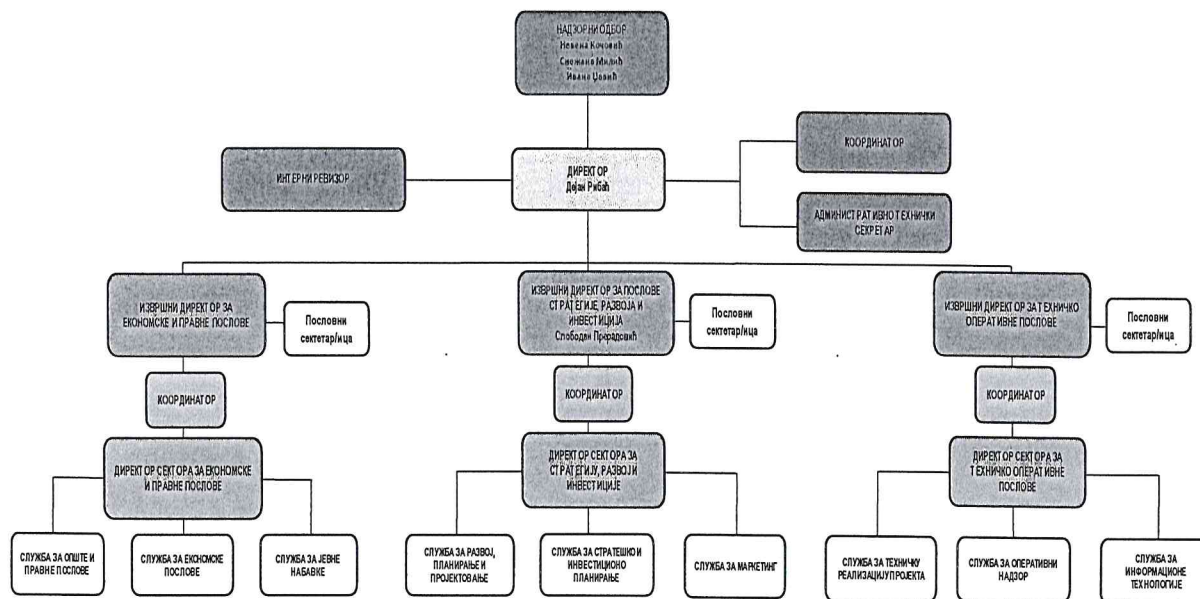 НАДЗОРНИ ОДБОР
Невена Кочовић
Снежана Милић
Ивана Џовић
ИНТЕРНИ РЕВИЗОР
ДИРЕКТОР
Дејан Рибаћ
КООРДИНАТОР
АДМИНИСТРАТИВНО ТЕХНИЧКИ
СЕКРЕТАР
ИЗВРШНИ ДИРЕКТОР ЗА
ЕКОНОМСКЕ И ПРАВНЕ ПОСЛОВЕ
Пословни
сектетар/ица
ИЗВРШНИ ДИРЕКТОР ЗА ПОСЛОВЕ
СТРАТЕГИЈЕ, РАЗВОЈА И
ИНВЕСТИЦИЈА
Слободан Прерадовић
Пословни
сектетар/ица
ИЗВРШНИ ДИРЕКТОР ЗА ТЕХНИЧКО
ОПЕРАТИВНЕ ПОСЛОВЕ
Пословни
сектетар/ица
КООРДИНАТОР
КООРДИНАТОР
КООРДИНАТОР
ДИРЕКТОР СЕКТОРА ЗА ЕКОНОМСКЕ
И ПРАВНЕ ПОСЛОВЕ
ДИРЕКТОР СЕКТОРА ЗА
СТРАТЕГИЈУ, РАЗВОЈ И
ИНВЕСТИЦИЈЕ
ДИРЕКТОР СЕКТОРА ЗА
ТЕХНИЧКО ОПЕРАТИВНЕ
ПОСЛОВЕ
СЛУЖБА ЗА ОПШТЕ И
ПРАВНЕ ПОСЛОВЕ
СЛУЖБА ЗА ЕКОНОМСКЕ
ПОСЛОВЕ
СЛУЖБА ЗА ЈЕВНЕ
НАБАВКЕ
СЛУЖБА ЗА РАЗВОЈ,
ПЛАНИРАЊЕ И
ПРОЈЕКТОВАЊЕ
СЛУЖБА ЗА СТРАТЕШКО И
ИНВЕСТИЦИОНО
ПЛАНИРАЊЕ
СЛУЖБА ЗА МАРКЕТИНГ
СЛУЖБА ЗА ТЕХНИЧКУ
РЕАЛИЗАЦИЈУ ПРОЈЕКТА
СЛУЖБА ЗА ОПЕРАТИВНИ
НАДЗОР
СЛУЖБА ЗА
ИНФОРМАЦИОНЕ
ТЕХНОЛОГИЈЕ